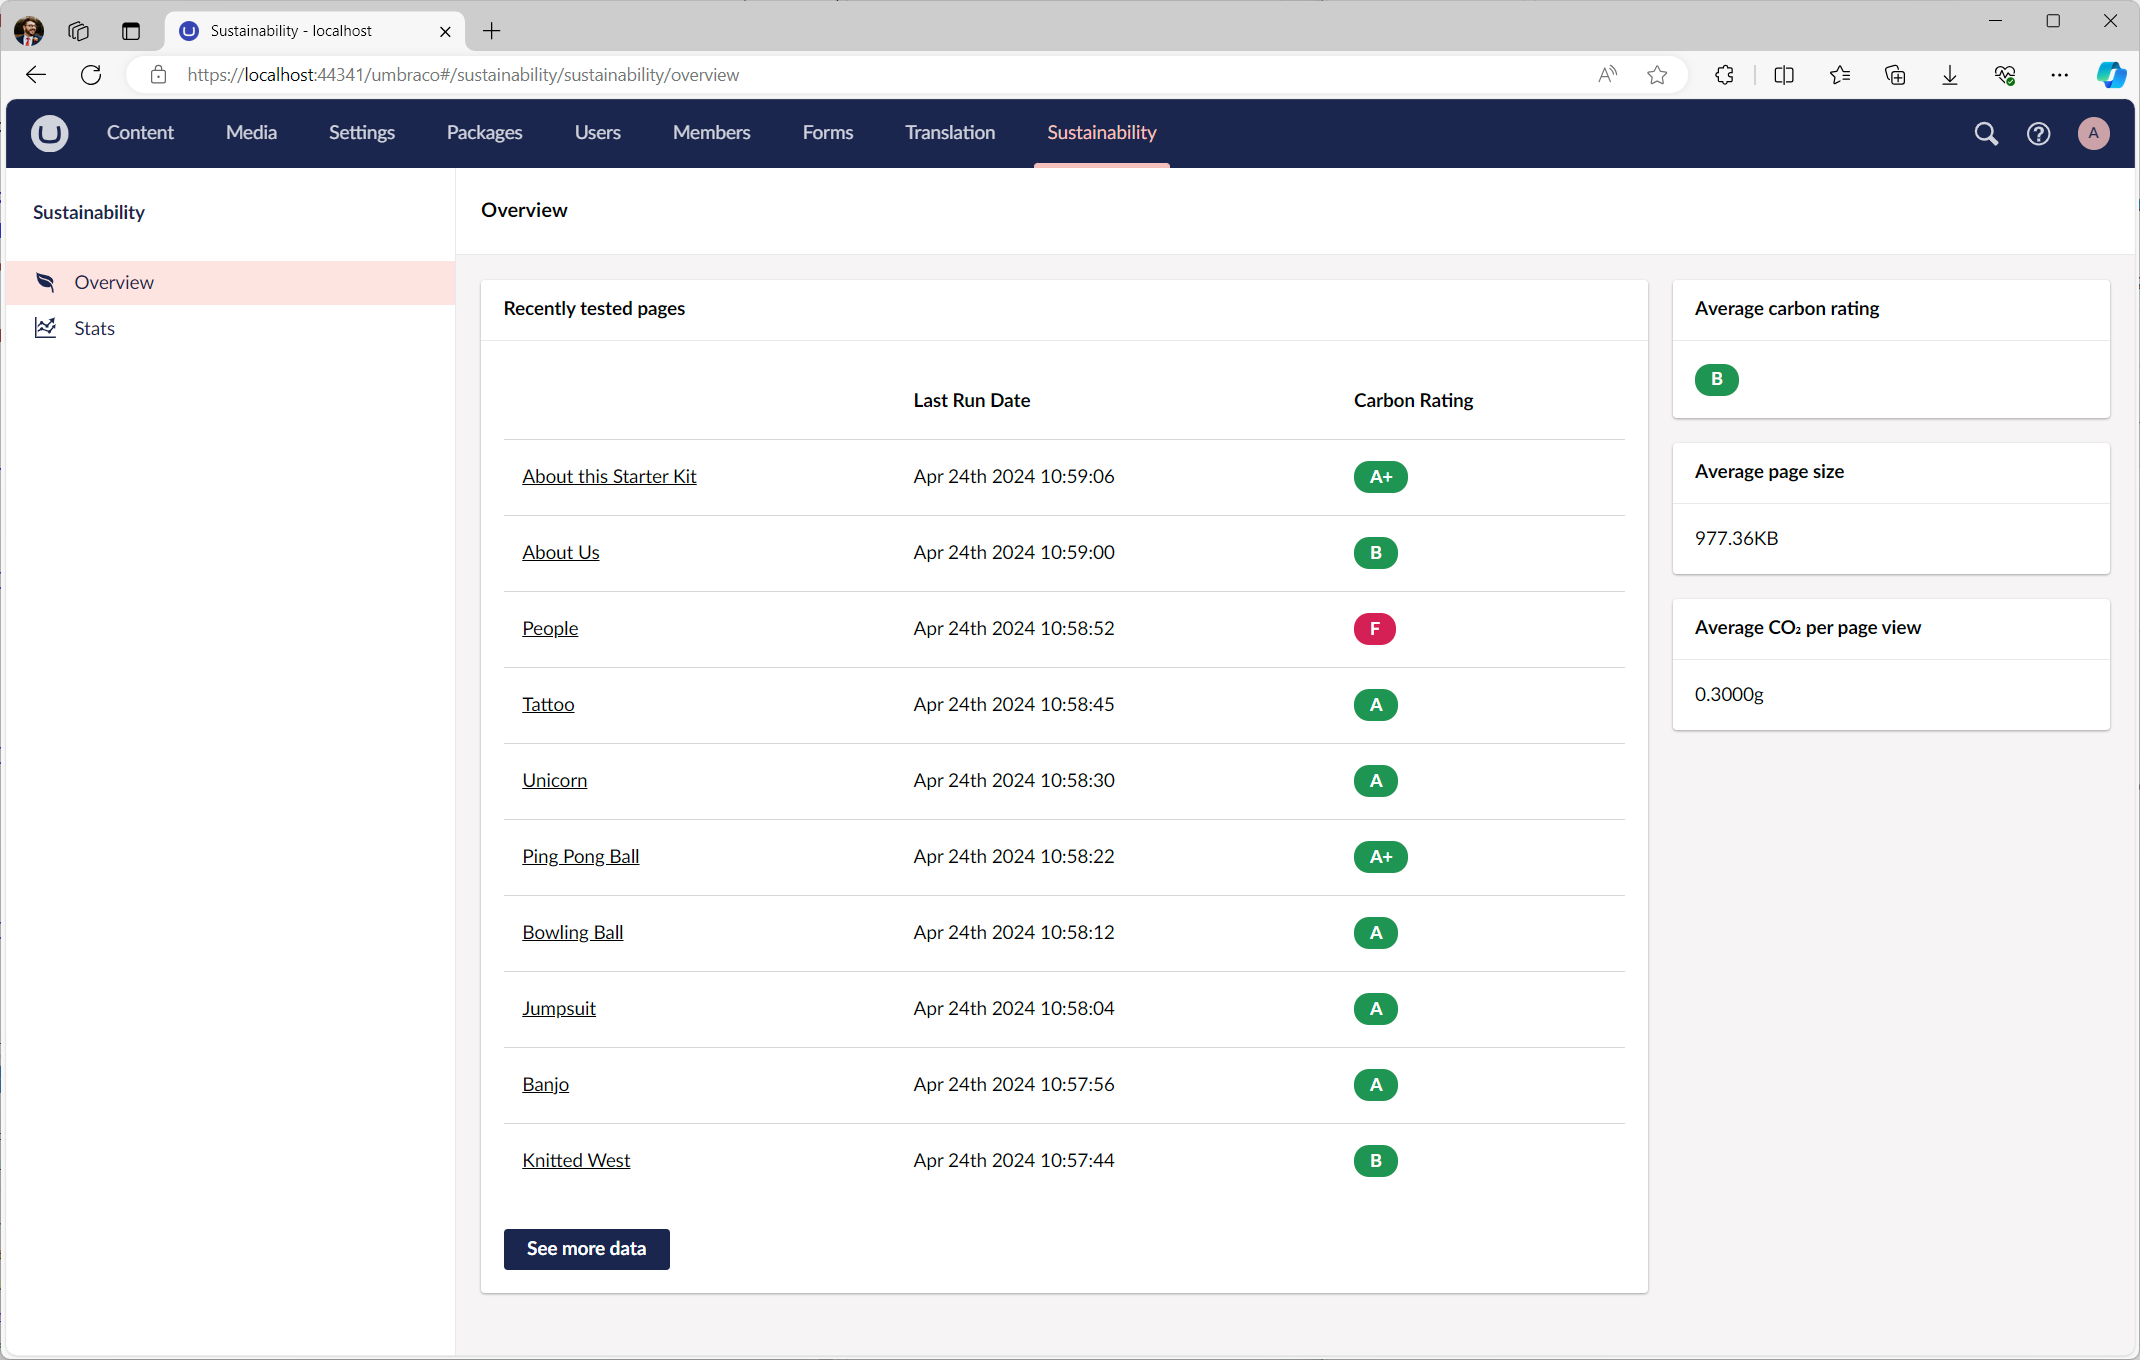 Sustainability - localhost
https://localhost:44341/umbraco#/sustainability/sustainability/overview
Content Media Settings Packages Users Members Forms Translation Sustainability
A
Sustainability
Overview
Stats
Overview
Recently tested pages
Last Run Date Carbon Rating
About this Starter Kit Apr 24th 2024 10:59:06 A+
About Us Apr 24th 2024 10:59:00 B
People Apr 24th 2024 10:58:52 F
Tattoo Apr 24th 2024 10:58:45 A
Unicorn Apr 24th 2024 10:58:30 A
Ping Pong Ball Apr 24th 2024 10:58:22 A+
Bowling Ball Apr 24th 2024 10:58:12 A
Jumpsuit Apr 24th 2024 10:58:04 A
Banjo Apr 24th 2024 10:57:56 A
Knitted West Apr 24th 2024 10:57:44 B
See more data
Average carbon rating
B
Average page size
977.36KB
Average CO₂ per page view
0.3000g